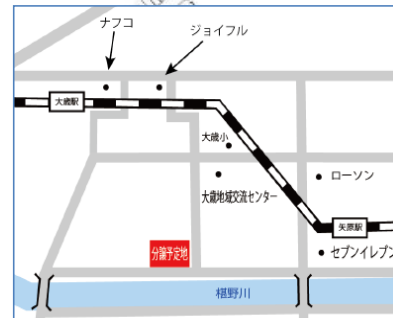 ナフコ
ジョイフル
大歳駅
大歳小
ローソン
大歳地域交流センター
矢原駅
分譲予定地
セブンイレブン
椹野川